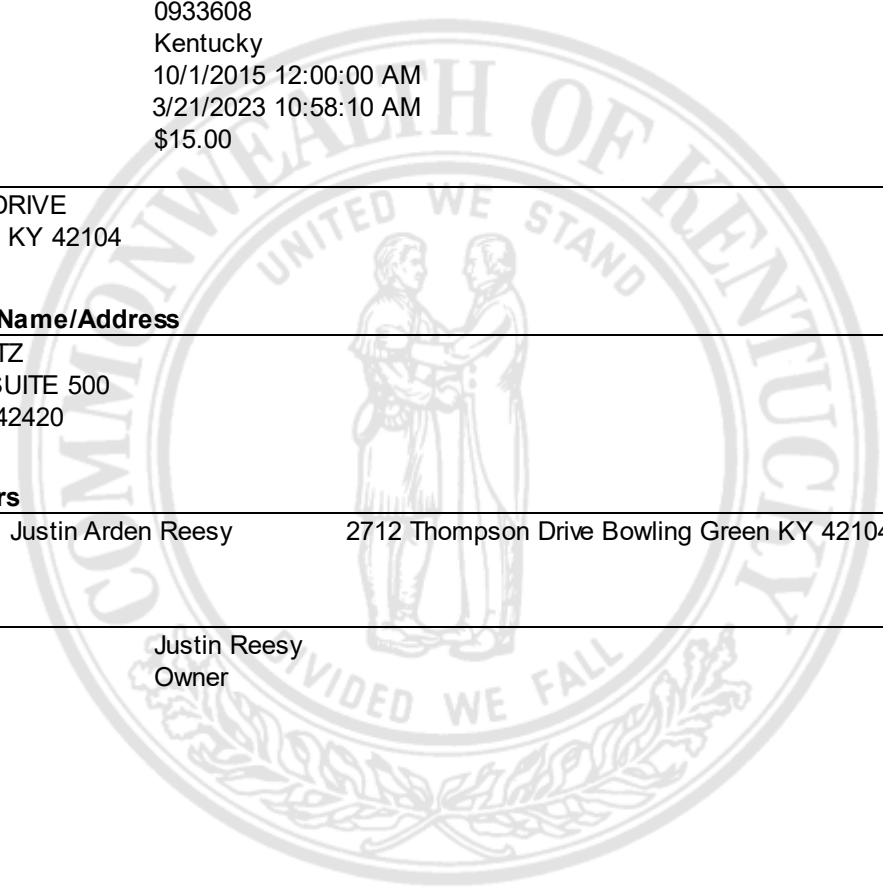 0933608
Kentucky
10/1/2015 12:00:00 AM
3/21/2023 10:58:10 AM
$15.00
DRIVE
KY 42104
Name/Address
TZ
SUITE 500
42420
rs
Justin Arden Reesy 2712 Thompson Drive Bowling Green KY 42104
Justin Reesy
Owner
COMMONWEALTH OF KENTUCKY
UNITED WE STAND
DIVIDED WE FALL